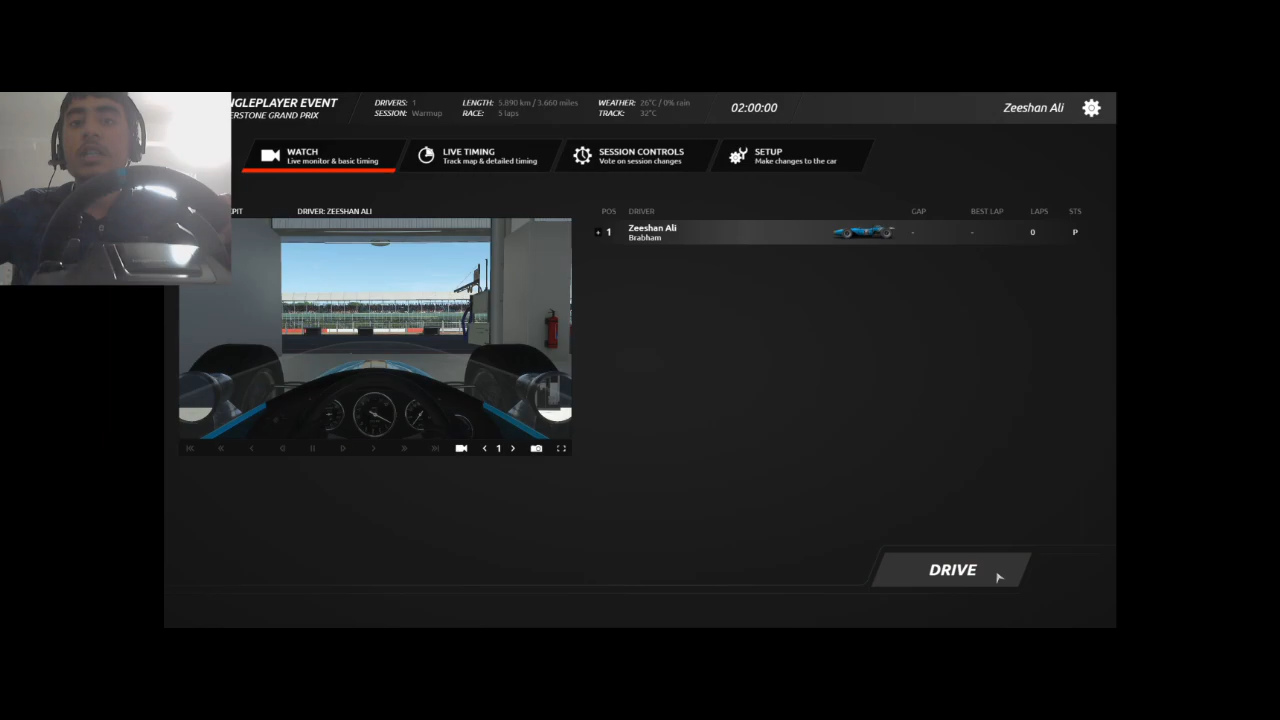 NGLEPLAYER EVENT
ERSTONE GRAND PRIX
DRIVERS: 1
SESSION: Warmup
LENGTH: 5.890 km / 3.660 miles
RACE: 5 laps
WEATHER: 26°C / 0% rain
TRACK: 32°C
02:00:00
Zeeshan Ali
WATCH
Live monitor & basic timing
LIVE TIMING
Track map & detailed timing
SESSION CONTROLS
Vote on session changes
SETUP
Make changes to the car
PIT
DRIVER: ZEESHAN ALI
POS DRIVER GAP BEST LAP LAPS STS
1 Zeeshan Ali - - 0 P
Brabham
1
DRIVE